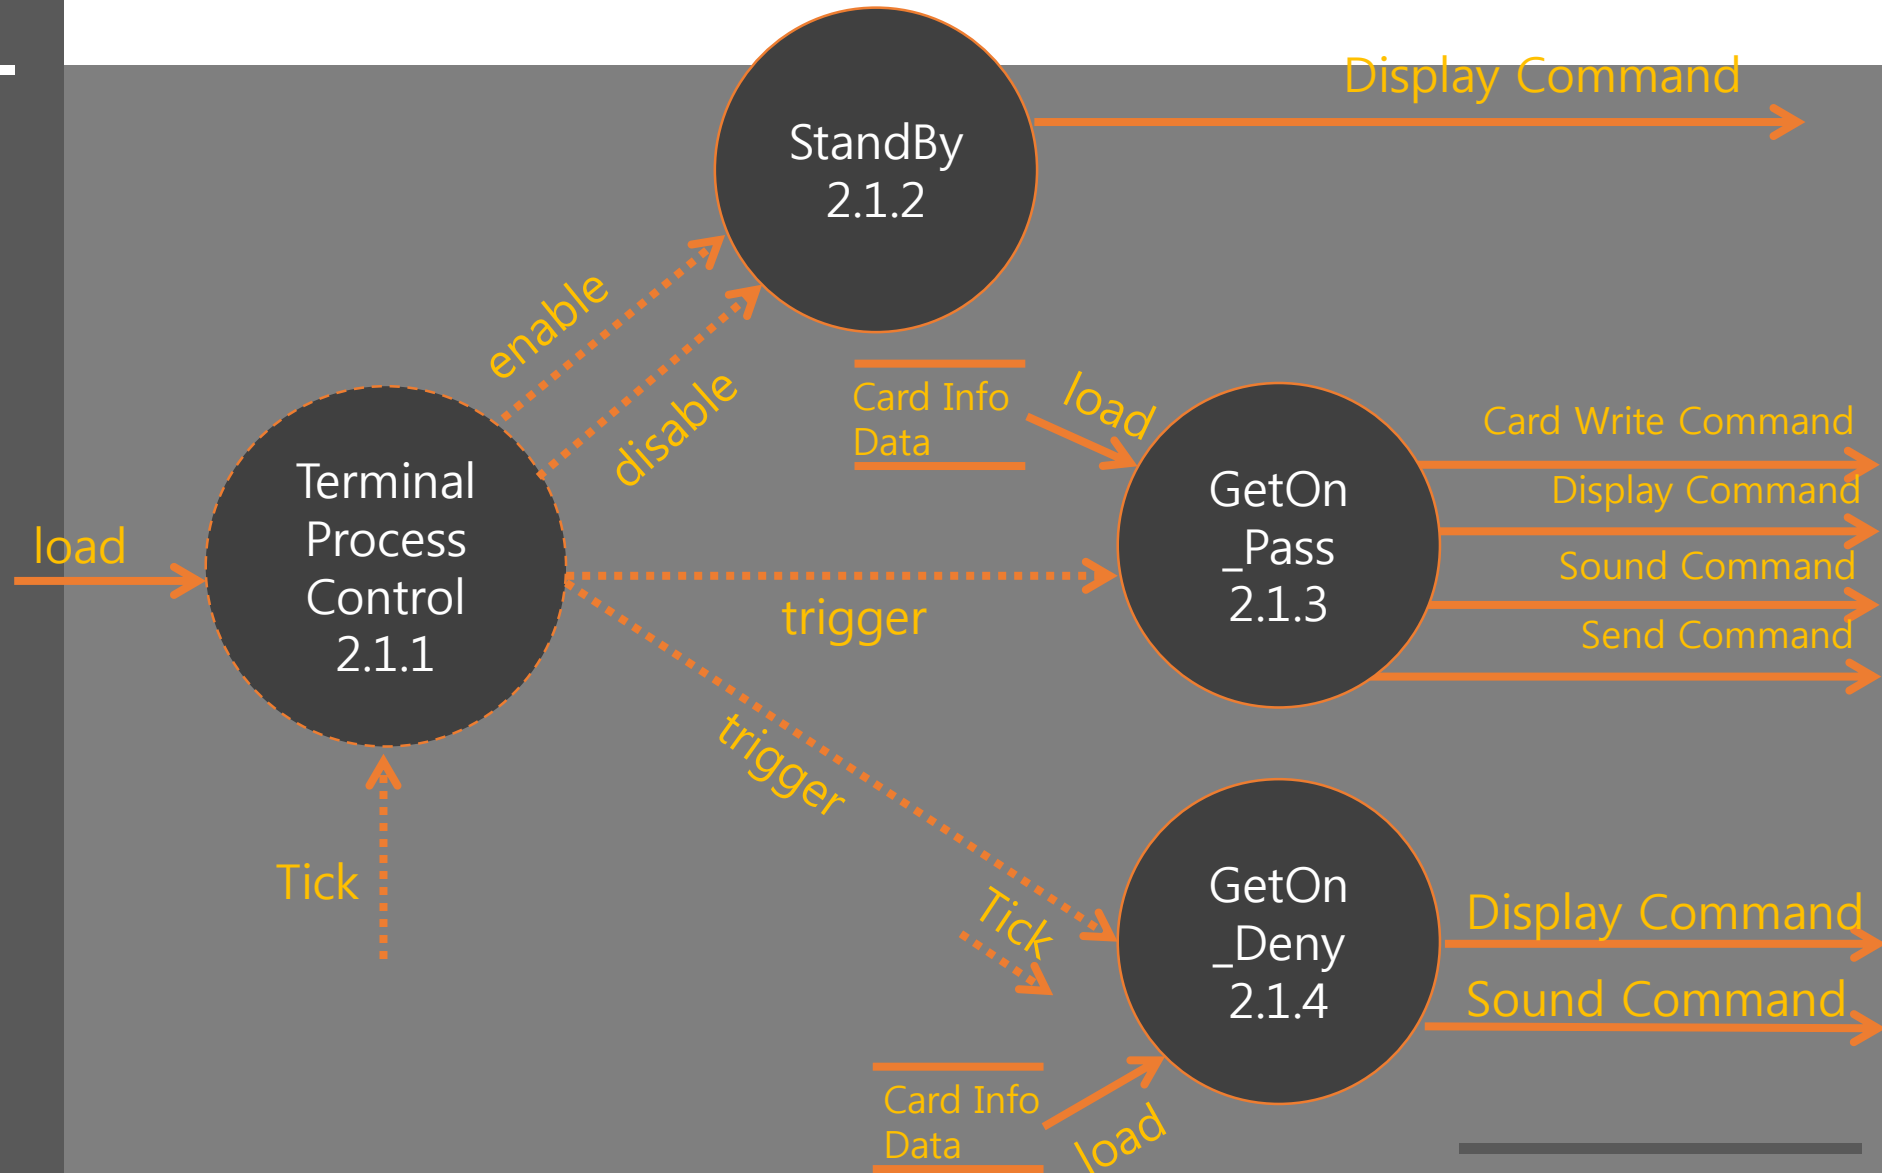 Display Command
StandBy
2.1.2
enable
disable
Card Info
Data
load
Card Write Command
Display Command
Sound Command
Send Command
GetOn
_Pass
2.1.3
Terminal
Process
Control
2.1.1
load
trigger
trigger
Tick
Tick
GetOn
_Deny
2.1.4
Display Command
Sound Command
Card Info
Data
load